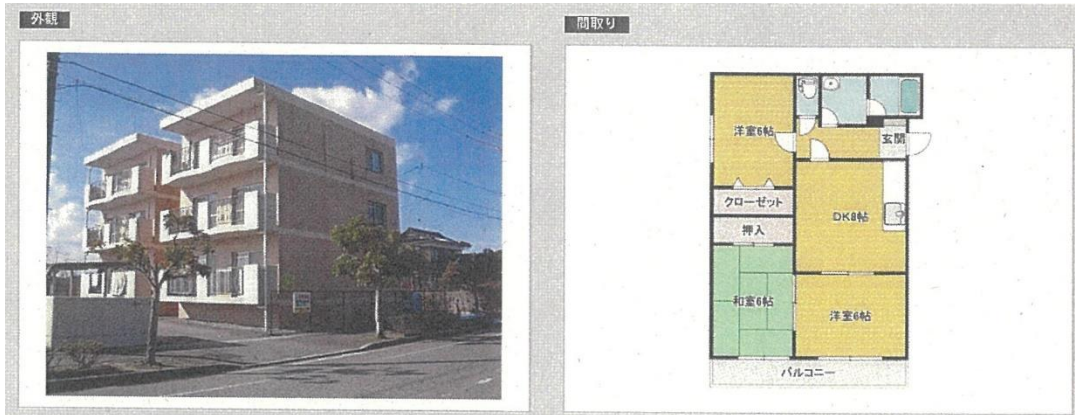 外観
間取り
洋室6帖
玄関
クローゼット
DK8帖
押入
和室6帖
洋室6帖
バルコニー